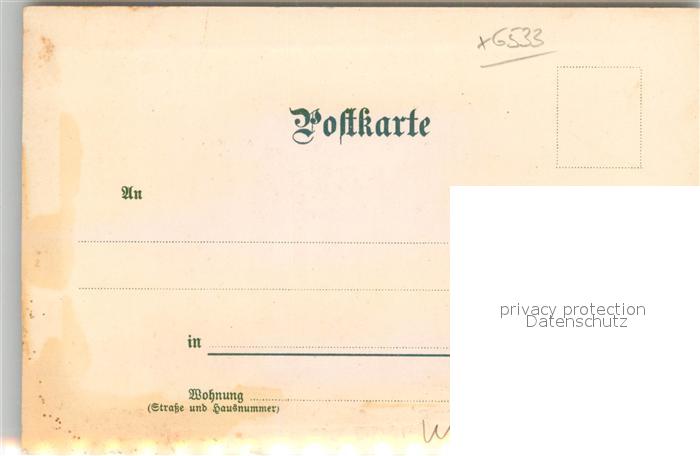 x6533
Postkarte
An
privacy protection
Datenschutz
in
Wohnung
(Straße und Hausnummer)